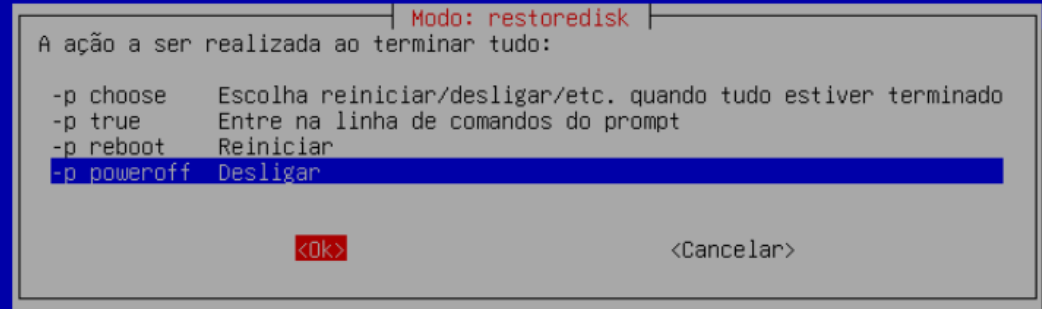 Modo: restoredisk
A ação a ser realizada ao terminar tudo:
-p choose Escolha reiniciar/desligar/etc. quando tudo estiver terminado
-p true Entre na linha de comandos do prompt
-p reboot Reiniciar
-p poweroff Desligar
<Ok> <Cancelar>